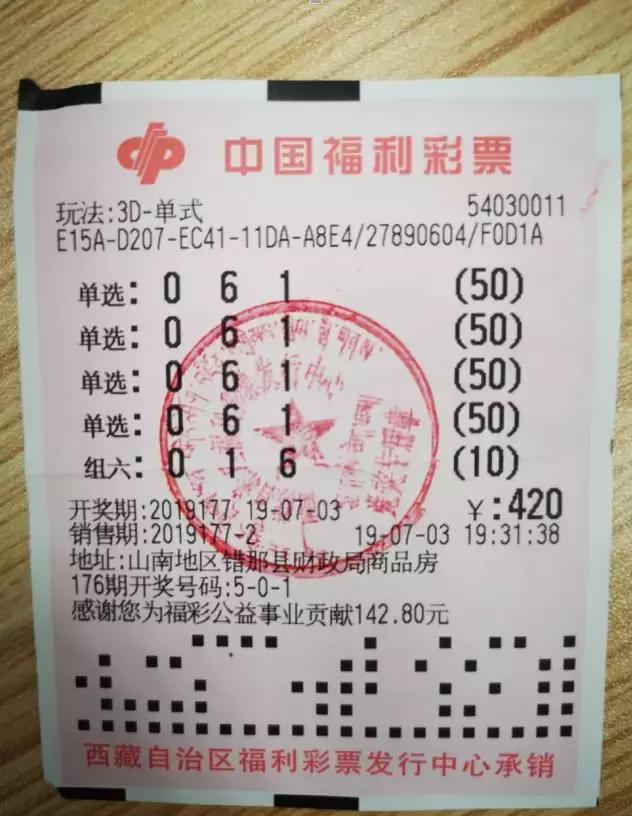 中国福利彩票
玩法:3D-单式 54030011
E15A-D207-EC41-11DA-A8E4/27890604/F0D1A
单选: 0 6 1 (50)
单选: 0 6 1 (50)
单选: 0 6 1 (50)
单选: 0 6 1 (50)
组六: 0 1 6 (10)
开奖期:2019177 19-07-03 ￥:420
销售期:2019177-2 19-07-03 19:31:38
地址:山南地区错那县财政局商品房
176期开奖号码:5-0-1
感谢您为福彩公益事业贡献142.80元
西藏自治区福利彩票发行中心承销